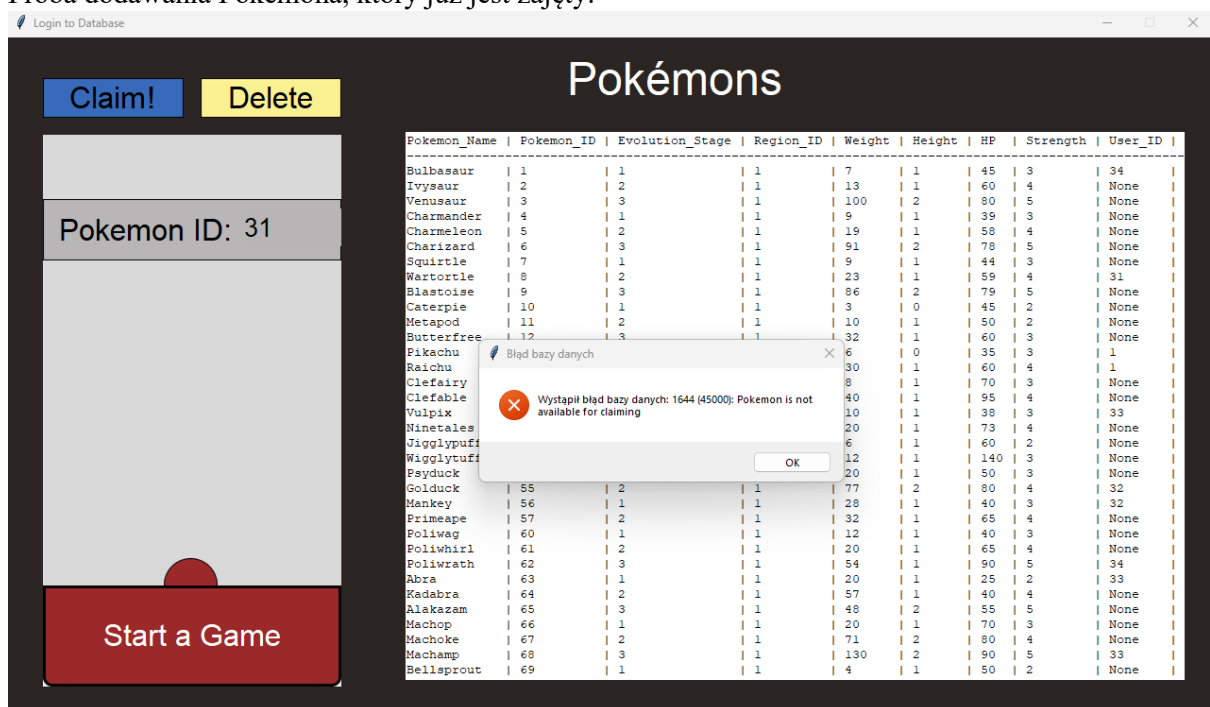 Próba dodawania Pokemona, który już jest zajęty:
Login to Database
Claim!
Delete
Pokemon ID: 31
Start a Game
Pokémons
Pokemon_Name | Pokemon_ID | Evolution_Stage | Region_ID | Weight | Height | HP | Strength | User_ID |
Bulbasaur | 1 | 1 | 1 | 7 | 1 | 45 | 3 | 34 |
Ivysaur | 2 | 2 | 1 | 13 | 1 | 60 | 4 | None |
Venusaur | 3 | 3 | 1 | 100 | 2 | 80 | 5 | None |
Charmander | 4 | 1 | 1 | 9 | 1 | 39 | 3 | None |
Charmeleon | 5 | 2 | 1 | 19 | 1 | 58 | 4 | None |
Charizard | 6 | 3 | 1 | 91 | 2 | 78 | 5 | None |
Squirtle | 7 | 1 | 1 | 9 | 1 | 44 | 3 | None |
Wartortle | 8 | 2 | 1 | 23 | 1 | 59 | 4 | 31 |
Blastoise | 9 | 3 | 1 | 86 | 2 | 79 | 5 | None |
Caterpie | 10 | 1 | 1 | 3 | 0 | 45 | 2 | None |
Metapod | 11 | 2 | 1 | 10 | 1 | 50 | 2 | None |
Butterfree | 12 | 3 | 1 | 32 | 1 | 60 | 3 | None |
Pikachu 6 | 0 | 35 | 3 | 1 |
Raichu 30 | 1 | 60 | 4 | 1 |
Clefairy 8 | 1 | 70 | 3 | None |
Clefable 40 | 1 | 95 | 4 | None |
Vulpix 10 | 1 | 38 | 3 | 33 |
Ninetales 20 | 1 | 73 | 4 | None |
Jigglypuff 6 | 1 | 60 | 2 | None |
Wigglytuff 12 | 1 | 140 | 3 | None |
Psyduck 20 | 1 | 50 | 3 | None |
Golduck | 55 | 2 | 1 | 77 | 2 | 80 | 4 | 32 |
Mankey | 56 | 1 | 1 | 28 | 1 | 40 | 3 | 32 |
Primeape | 57 | 2 | 1 | 32 | 1 | 65 | 4 | None |
Poliwag | 60 | 1 | 1 | 12 | 1 | 40 | 3 | None |
Poliwhirl | 61 | 2 | 1 | 20 | 1 | 65 | 4 | None |
Poliwrath | 62 | 3 | 1 | 54 | 1 | 90 | 5 | 34 |
Abra | 63 | 1 | 1 | 20 | 1 | 25 | 2 | 33 |
Kadabra | 64 | 2 | 1 | 57 | 1 | 40 | 4 | None |
Alakazam | 65 | 3 | 1 | 48 | 2 | 55 | 5 | None |
Machop | 66 | 1 | 1 | 20 | 1 | 70 | 3 | None |
Machoke | 67 | 2 | 1 | 71 | 2 | 80 | 4 | None |
Machamp | 68 | 3 | 1 | 130 | 2 | 90 | 5 | 33 |
Bellsprout | 69 | 1 | 1 | 4 | 1 | 50 | 2 | None |
Błąd bazy danych
Wystąpił błąd bazy danych: 1644 (45000): Pokemon is not
available for claiming
OK